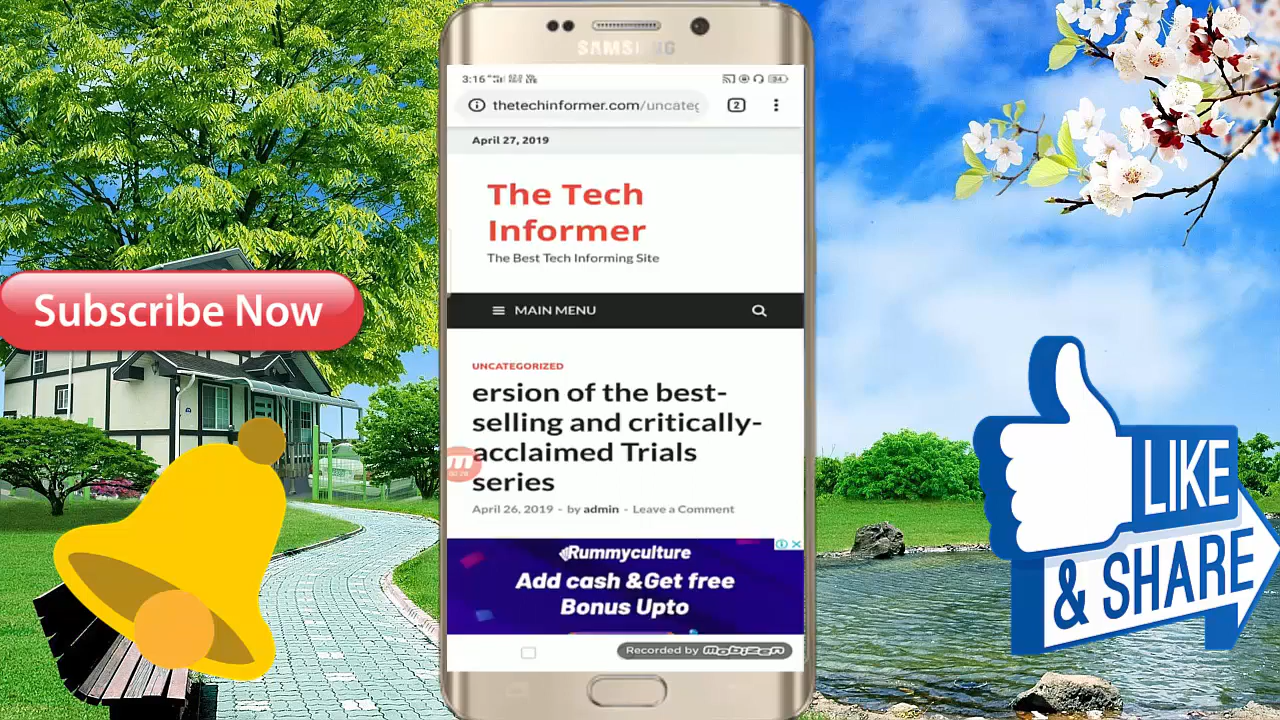 SAMSUNG
3:16
34
thetechinformer.com/uncateg
2
April 27, 2019
The Tech
Informer
The Best Tech Informing Site
MAIN MENU
UNCATEGORIZED
ersion of the best-
selling and critically-
acclaimed Trials
series
April 26, 2019 - by admin - Leave a Comment
Rummyculture
Add cash &Get free
Bonus Upto
Recorded by mobizen
Subscribe Now
LIKE
& SHARE